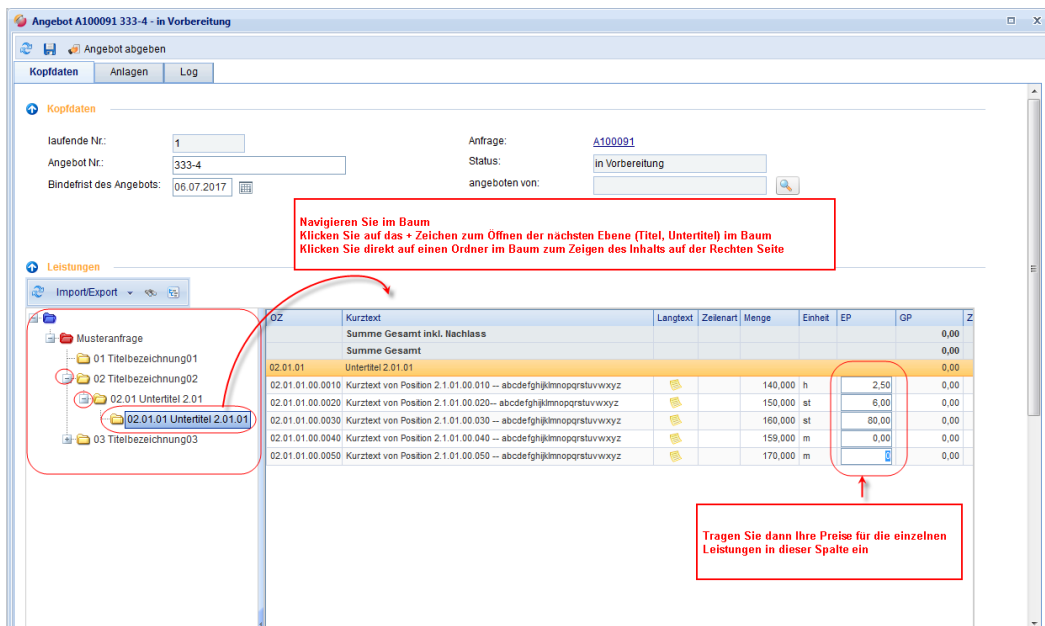 Angebot A100091 333-4 - in Vorbereitung
Angebot abgeben
Kopfdaten Anlagen Log
Kopfdaten
laufende Nr.: 1 Anfrage: A100091
Angebot Nr.: 333-4 Status: in Vorbereitung
Bindefrist des Angebots: 06.07.2017 angeboten von:
Navigieren Sie im Baum
Klicken Sie auf das + Zeichen zum Öffnen der nächsten Ebene (Titel, Untertitel) im Baum
Klicken Sie direkt auf einen Ordner im Baum zum Zeigen des Inhalts auf der Rechten Seite
Leistungen
Import/Export
Musteranfrage
01 Titelbezeichnung01
02 Titelbezeichnung02
02.01 Untertitel 2.01
02.01.01 Untertitel 2.01.01
03 Titelbezeichnung03
OZ Kurztext Langtext Zeilenart Menge Einheit EP GP Z
Summe Gesamt inkl. Nachlass 0,00
Summe Gesamt 0,00
02.01.01 Untertitel 2.01.01 0,00
02.01.01.00.0010 Kurztext von Position 2.1.01.00.010 -- abcdefghijklmnopqrstuvwxyz 140,000 h 2,50 0,00
02.01.01.00.0020 Kurztext von Position 2.1.01.00.020-- abcdefghijklmnopqrstuvwxyz 150,000 st 6,00 0,00
02.01.01.00.0030 Kurztext von Position 2.1.01.00.030 -- abcdefghijklmnopqrstuvwxyz 160,000 st 80,00 0,00
02.01.01.00.0040 Kurztext von Position 2.1.01.00.040 -- abcdefghijklmnopqrstuvwxyz 159,000 m 0,00 0,00
02.01.01.00.0050 Kurztext von Position 2.1.01.00.050 -- abcdefghijklmnopqrstuvwxyz 170,000 m 0 0,00
Tragen Sie dann Ihre Preise für die einzelnen
Leistungen in dieser Spalte ein